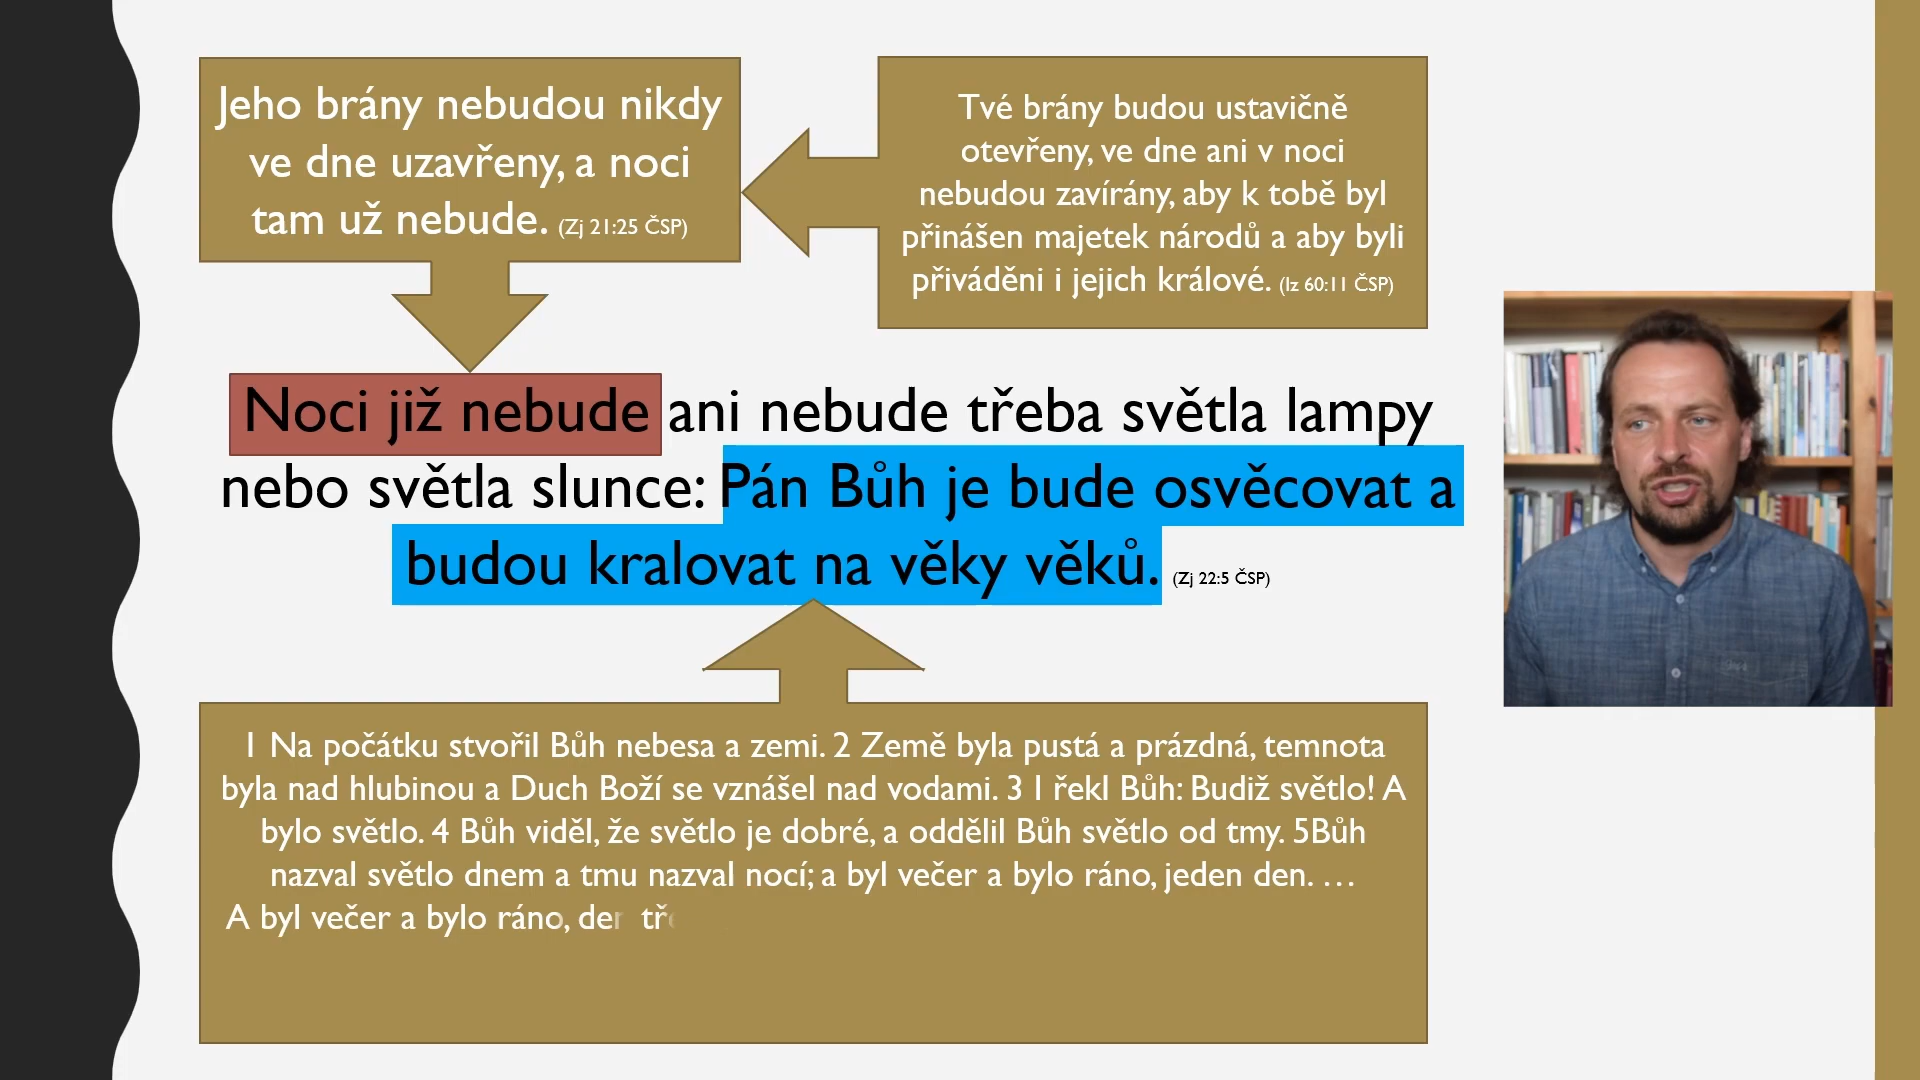 Jeho brány nebudou nikdy
ve dne uzavřeny, a noci
tam už nebude. (Zj 21:25 ČSP)
Tvé brány budou ustavičně
otevřeny, ve dne ani v noci
nebudou zavírány, aby k tobě byl
přinášen majetek národů a aby byli
přiváděni i jejich králové. (Iz 60:11 ČSP)
Noci již nebude ani nebude třeba světla lampy
nebo světla slunce: Pán Bůh je bude osvěcovat a
budou kralovat na věky věků. (Zj 22:5 ČSP)
1 Na počátku stvořil Bůh nebesa a zemi. 2 Země byla pustá a prázdná, temnota
byla nad hlubinou a Duch Boží se vznášel nad vodami. 3 I řekl Bůh: Budiž světlo! A
bylo světlo. 4 Bůh viděl, že světlo je dobré, a oddělil Bůh světlo od tmy. 5Bůh
nazval světlo dnem a tmu nazval nocí; a byl večer a bylo ráno, jeden den. …
A byl večer a bylo ráno, den